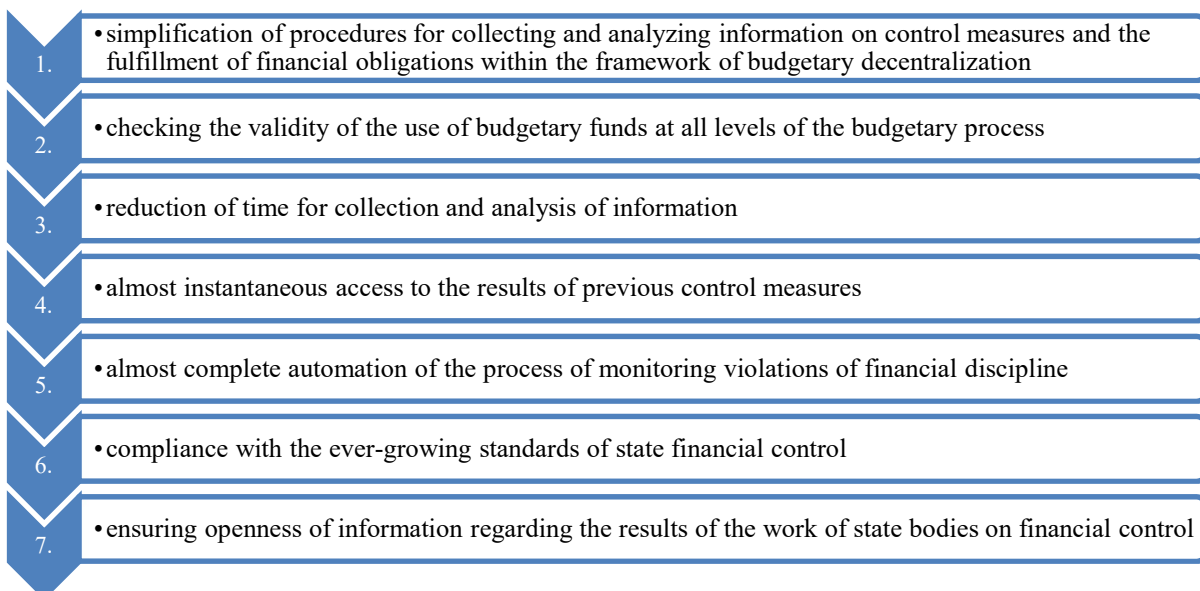 1.
• simplification of procedures for collecting and analyzing information on control measures and the
fulfillment of financial obligations within the framework of budgetary decentralization
2.
• checking the validity of the use of budgetary funds at all levels of the budgetary process
3.
• reduction of time for collection and analysis of information
4.
• almost instantaneous access to the results of previous control measures
5.
• almost complete automation of the process of monitoring violations of financial discipline
6.
• compliance with the ever-growing standards of state financial control
7.
• ensuring openness of information regarding the results of the work of state bodies on financial control